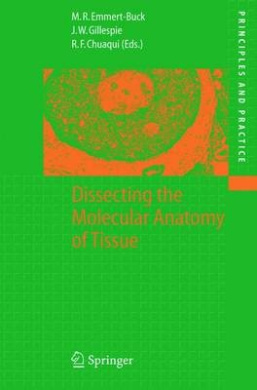 M. R. Emmert-Buck
J. W. Gillespie
R. F. Chuaqui (Eds.)
PRINCIPLES AND PRACTICE
Dissecting the
Molecular Anatomy
of Tissue
Springer